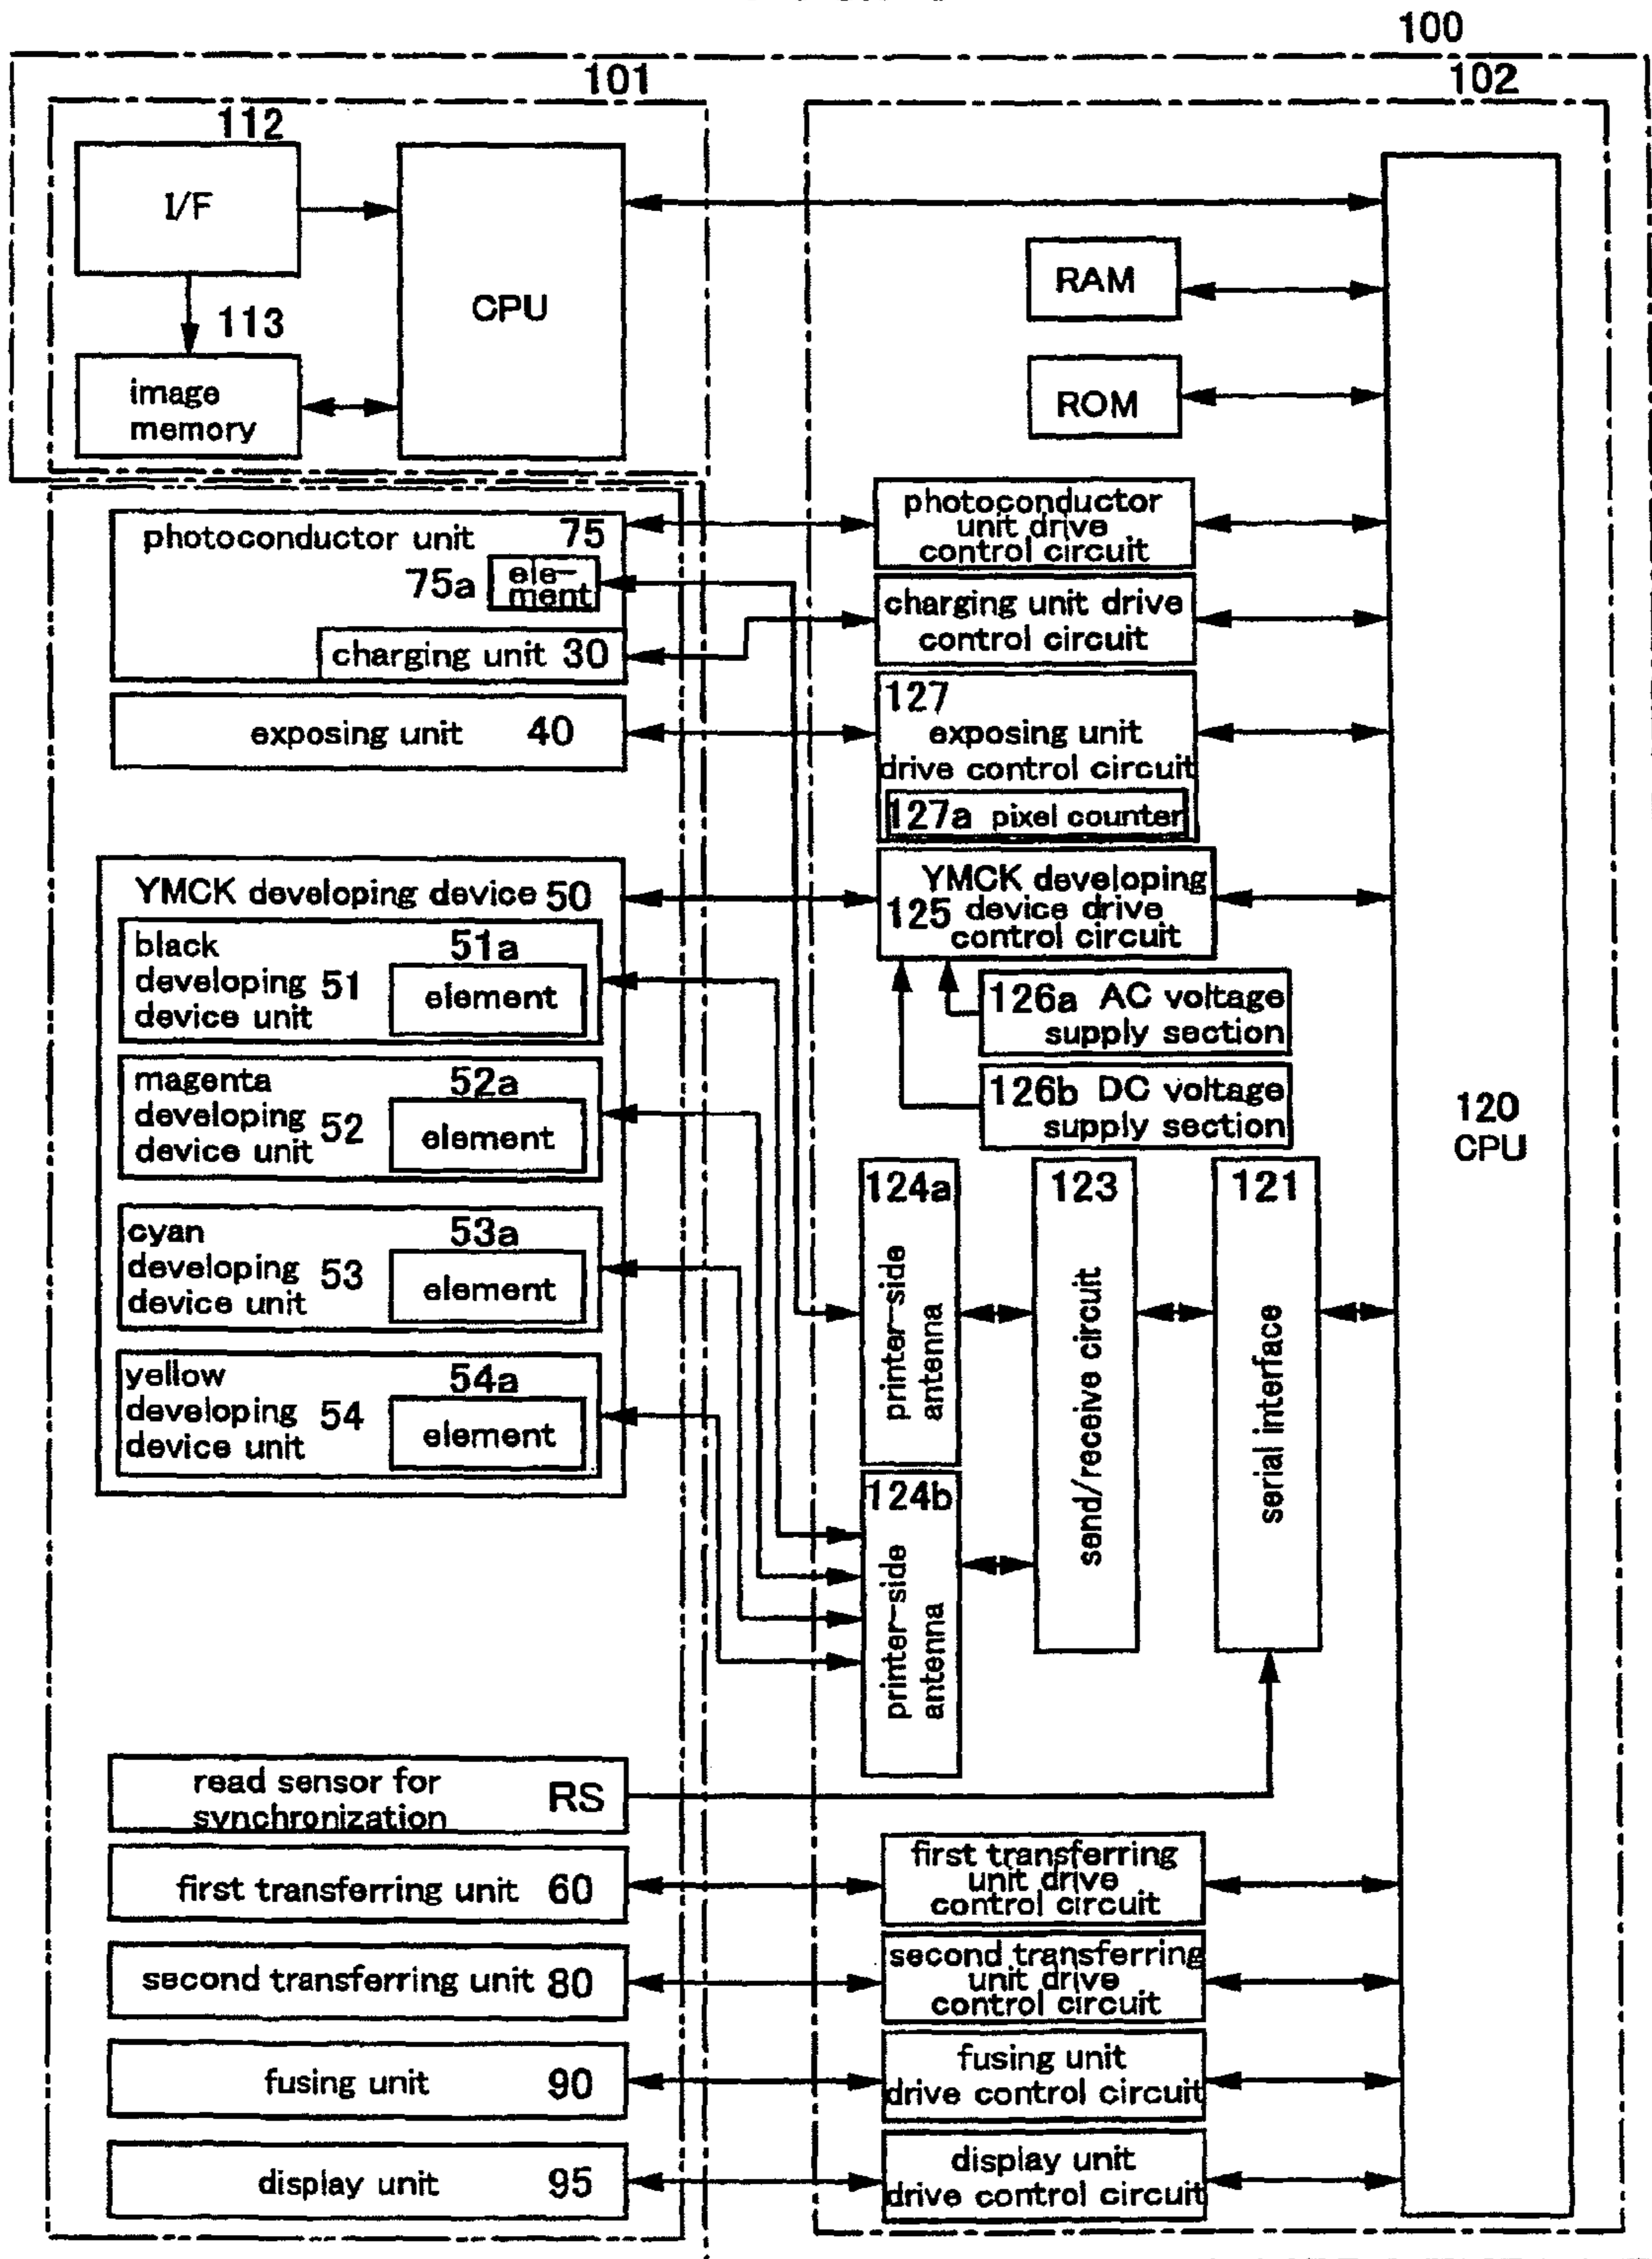 100
101
102
112
I/F
CPU
113
image
memory
RAM
ROM
photoconductor unit 75
75a
ele-
ment
charging unit 30
exposing unit 40
photoconductor
unit drive
control circuit
charging unit drive
control circuit
127
exposing unit
drive control circuit
127a pixel counter
YMCK developing device 50
black
developing 51
device unit
51a
element
magenta
developing 52
device unit
52a
element
cyan
developing 53
device unit
53a
element
yellow
developing 54
device unit
54a
element
YMCK developing
125 device drive
control circuit
126a AC voltage
supply section
126b DC voltage
supply section
120
CPU
124a
printer-side
antenna
124b
printer-side
antenna
123
send/receive circuit
121
serial interface
read sensor for
synchronization RS
first transferring unit 60
second transferring unit 80
fusing unit 90
display unit 95
first transferring
unit drive
control circuit
second transferring
unit drive
control circuit
fusing unit
drive control circuit
display unit
drive control circuit